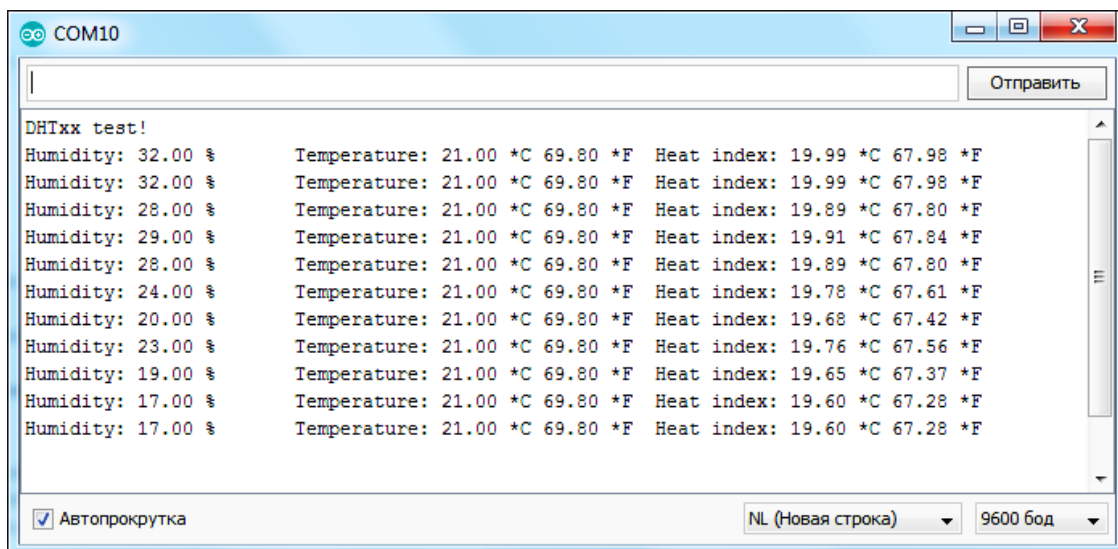 COM10
Отправить
DHTxx test!
Humidity: 32.00 % Temperature: 21.00 *C 69.80 *F Heat index: 19.99 *C 67.98 *F
Humidity: 32.00 % Temperature: 21.00 *C 69.80 *F Heat index: 19.99 *C 67.98 *F
Humidity: 28.00 % Temperature: 21.00 *C 69.80 *F Heat index: 19.89 *C 67.80 *F
Humidity: 29.00 % Temperature: 21.00 *C 69.80 *F Heat index: 19.91 *C 67.84 *F
Humidity: 28.00 % Temperature: 21.00 *C 69.80 *F Heat index: 19.89 *C 67.80 *F
Humidity: 24.00 % Temperature: 21.00 *C 69.80 *F Heat index: 19.78 *C 67.61 *F
Humidity: 20.00 % Temperature: 21.00 *C 69.80 *F Heat index: 19.68 *C 67.42 *F
Humidity: 23.00 % Temperature: 21.00 *C 69.80 *F Heat index: 19.76 *C 67.56 *F
Humidity: 19.00 % Temperature: 21.00 *C 69.80 *F Heat index: 19.65 *C 67.37 *F
Humidity: 17.00 % Temperature: 21.00 *C 69.80 *F Heat index: 19.60 *C 67.28 *F
Humidity: 17.00 % Temperature: 21.00 *C 69.80 *F Heat index: 19.60 *C 67.28 *F
Автопрокрутка NL (Новая строка) 9600 бод